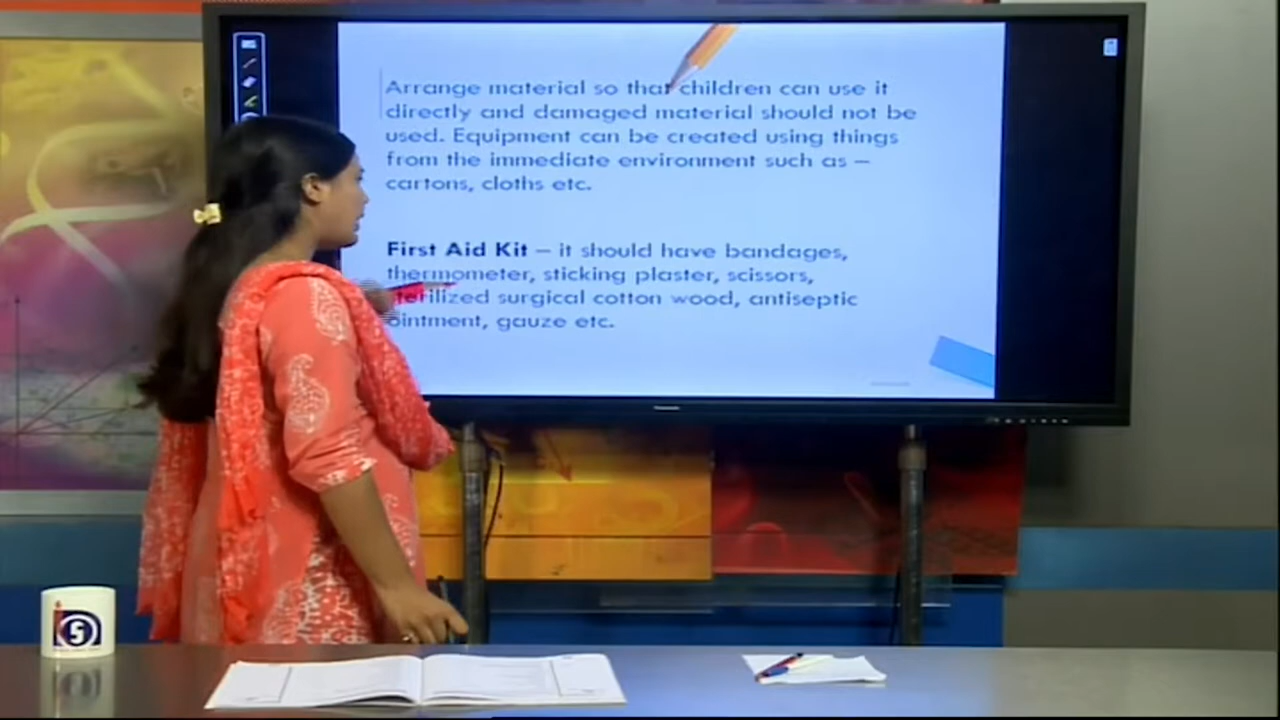 Arrange material so that children can use it
directly and damaged material should not be
used. Equipment can be created using things
from the immediate environment such as –
cartons, cloths etc.
First Aid Kit – it should have bandages,
thermometer, sticking plaster, scissors,
sterilized surgical cotton wood, antiseptic
ointment, gauze etc.